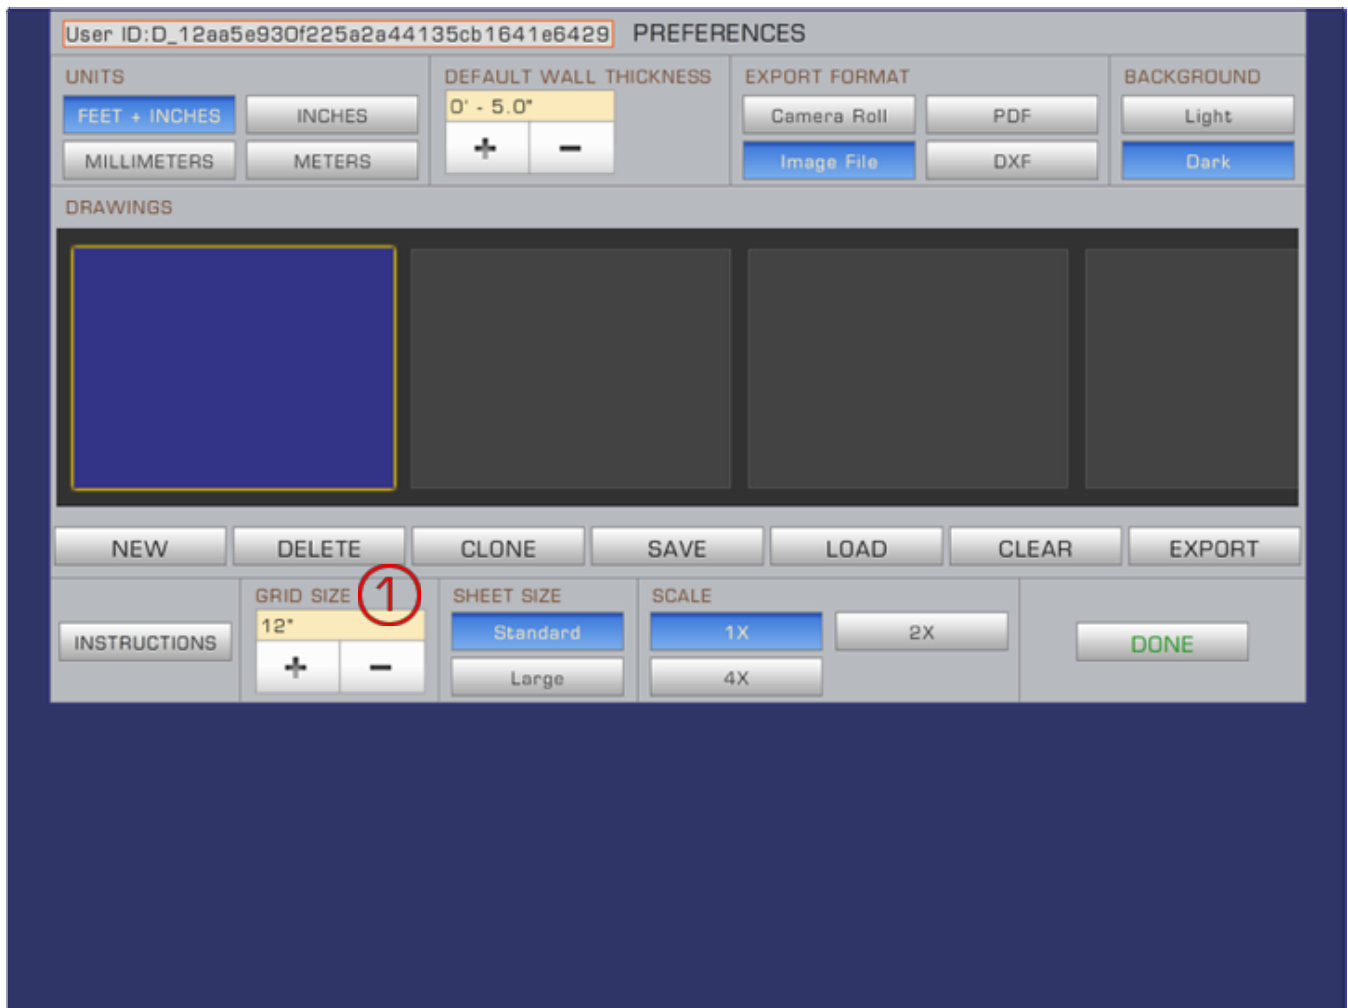 User ID:D_12aa5e930f225a2a44135cb1641e6429 PREFERENCES
UNITS DEFAULT WALL THICKNESS EXPORT FORMAT BACKGROUND
FEET + INCHES INCHES 0' - 5.0" Camera Roll PDF Light
MILLIMETERS METERS + - Image File DXF Dark
DRAWINGS
NEW DELETE CLONE SAVE LOAD CLEAR EXPORT
GRID SIZE 1 SHEET SIZE SCALE
INSTRUCTIONS 12" Standard 1X 2X DONE
+ - Large 4X